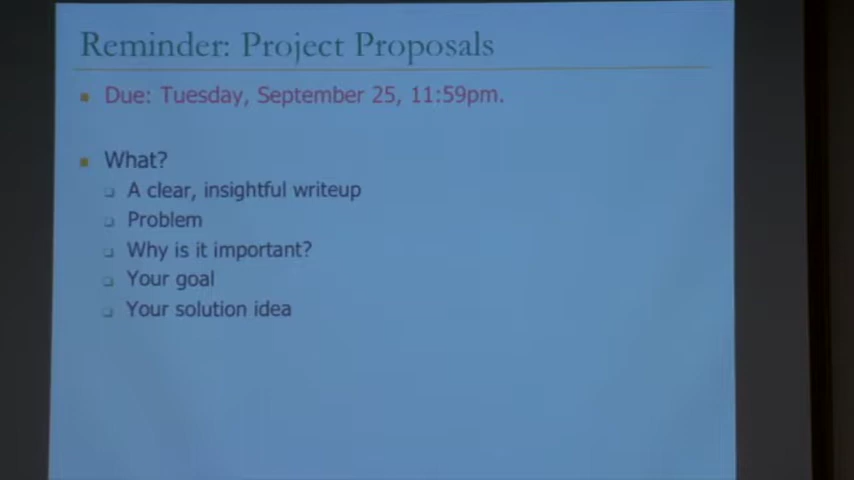 Reminder: Project Proposals
Due: Tuesday, September 25, 11:59pm.
What?
A clear, insightful writeup
Problem
Why is it important?
Your goal
Your solution idea